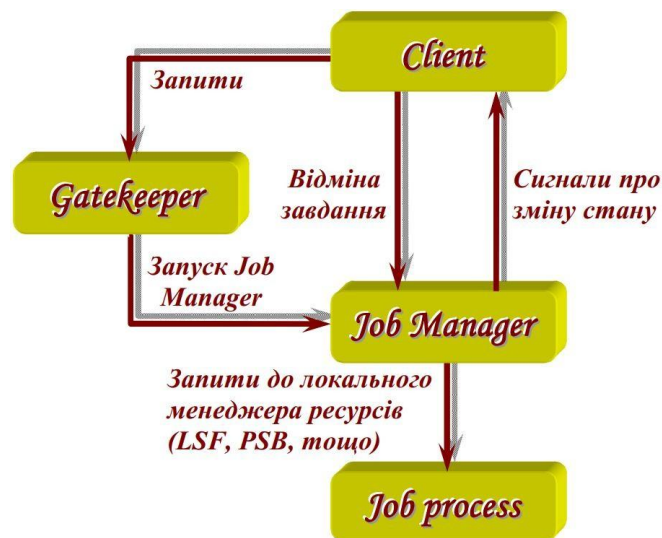 Client
Запити
Gatekeeper
Відміна
завдання
Сигнали про
зміну стану
Запуск Job
Manager
Job Manager
Запити до локального
менеджера ресурсів
(LSF, PSB, тощо)
Job process